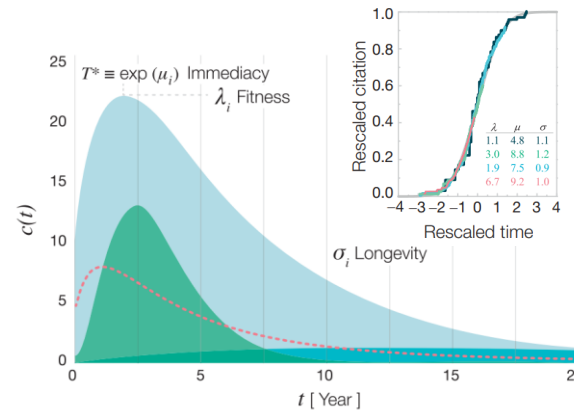 T* ≡ exp (μᵢ) Immediacy
λᵢ Fitness
σᵢ Longevity
25
20
15
10
5
0
c(t)
0 5 10 15 20
t [ Year ]
1.0
0.8
0.6
0.4
0.2
0.0
Rescaled citation
λ μ σ
1.1 4.8 1.1
3.0 8.8 1.2
1.9 7.5 0.9
6.7 9.2 1.0
−4 −3 −2 −1 0 1 2 3 4
Rescaled time